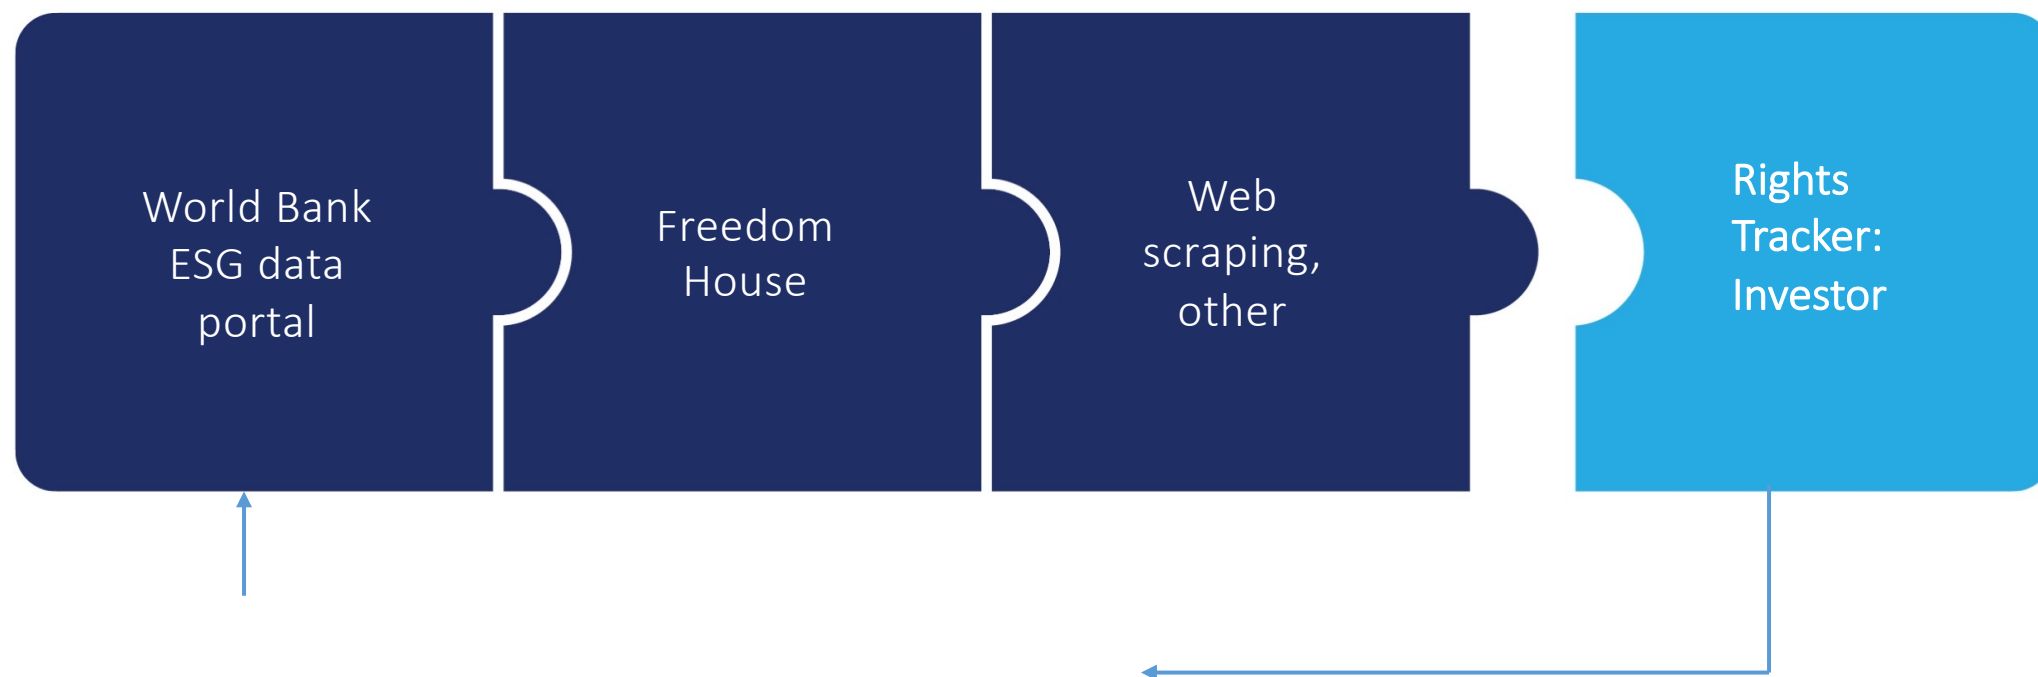 World Bank
ESG data
portal
Freedom
House
Web
scraping,
other
Rights
Tracker:
Investor